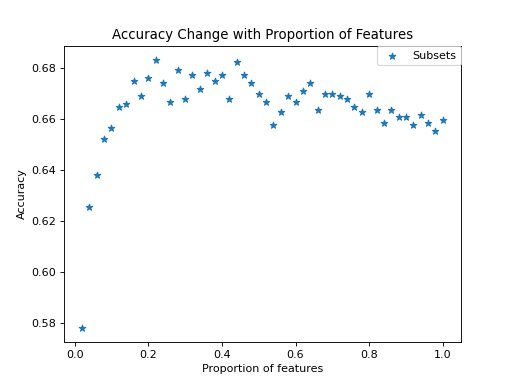 Accuracy Change with Proportion of Features
Subsets
0.68
0.66
0.64
0.62
0.60
0.58
Accuracy
0.0 0.2 0.4 0.6 0.8 1.0
Proportion of features